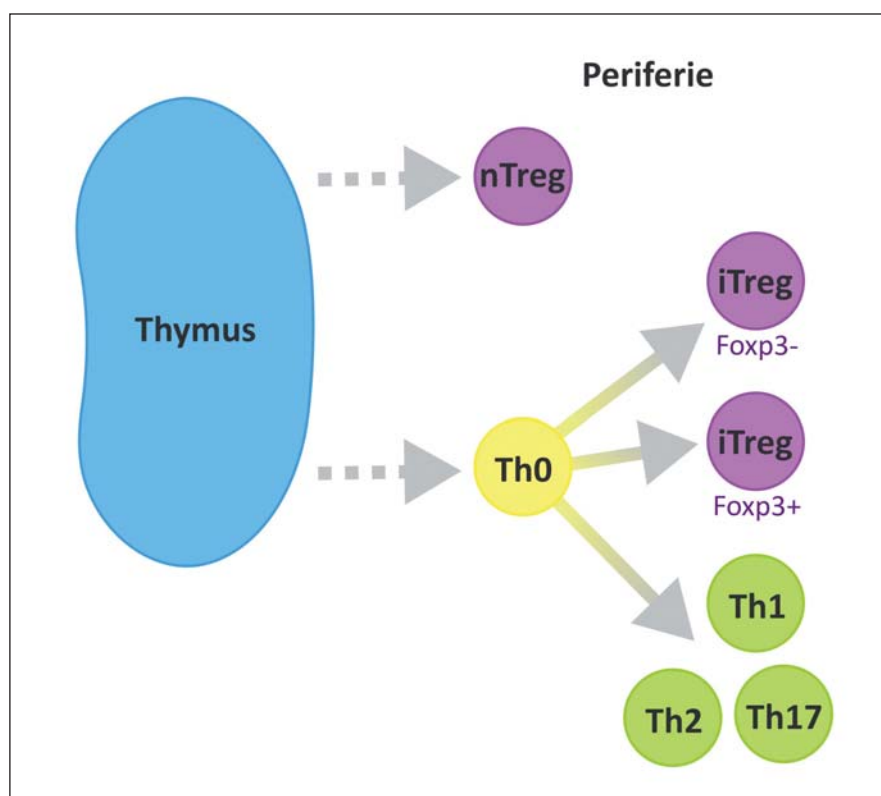 Periferie
nTreg
iTreg
Foxp3-
Thymus
iTreg
Foxp3+
Th0
Th1
Th2
Th17